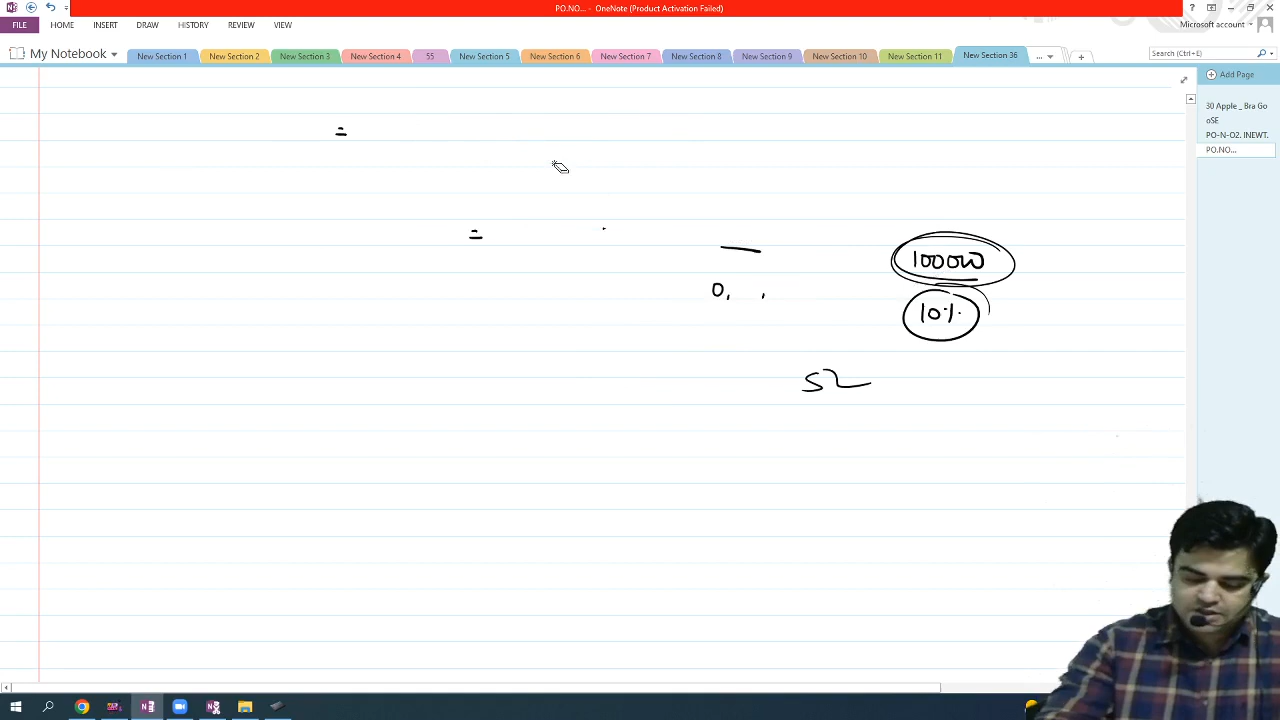 PO.NO... - OneNote (Product Activation Failed)
FILE HOME INSERT DRAW HISTORY REVIEW VIEW
Microsoft account
My Notebook New Section 1 New Section 2 New Section 3 New Section 4 55 New Section 5 New Section 6 New Section 7 New Section 8 New Section 9 New Section 10 New Section 11 New Section 36 ...
Search (Ctrl+E)
Add Page
30 Apple _ Bra Go
oSE
PO-N-O2. INEWT.
PO.NO...
=
=
100000
0, ,
10%